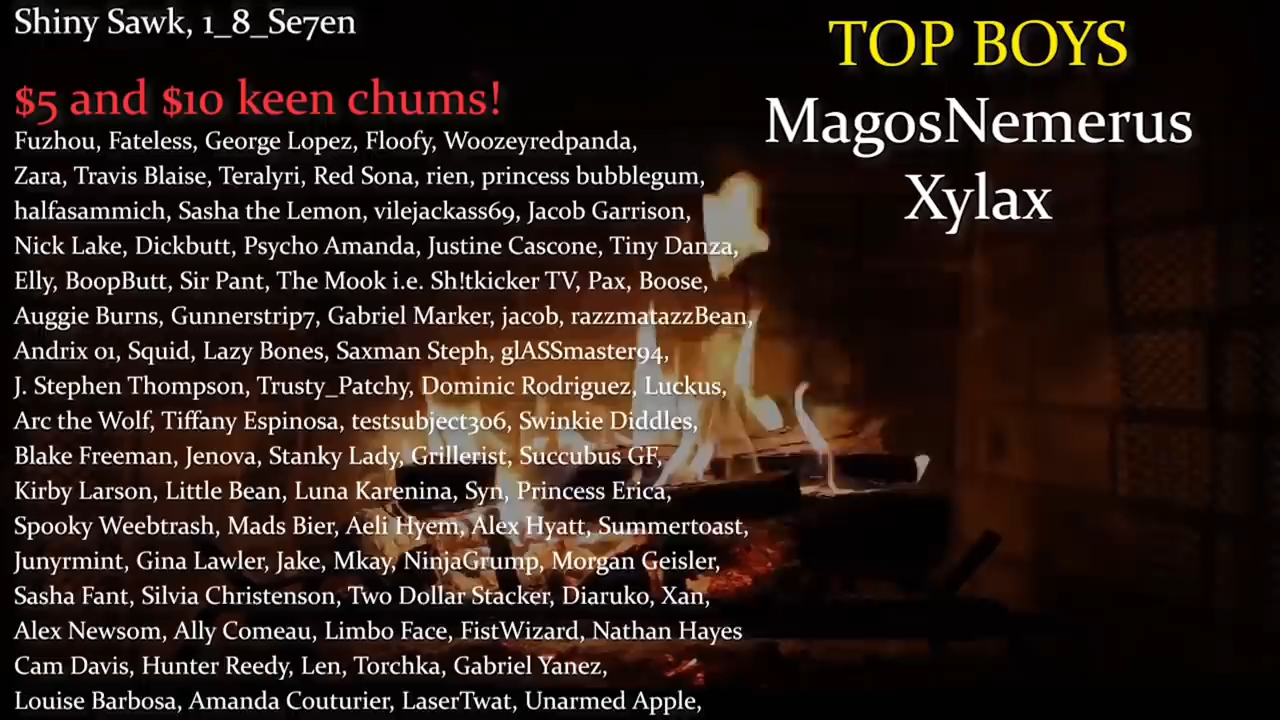 Shiny Sawk, 1_8_Se7en
$5 and $10 keen chums!
Fuzhou, Fateless, George Lopez, Floofy, Woozeyredpanda,
Zara, Travis Blaise, Teralyri, Red Sona, rien, princess bubblegum,
halfasammich, Sasha the Lemon, vilejackass69, Jacob Garrison,
Nick Lake, Dickbutt, Psycho Amanda, Justine Cascone, Tiny Danza,
Elly, BoopButt, Sir Pant, The Mook i.e. Sh!tkicker TV, Pax, Boose,
Auggie Burns, Gunnerstrip7, Gabriel Marker, jacob, razzmatazzBean,
Andrix 01, Squid, Lazy Bones, Saxman Steph, glASSmaster94,
J. Stephen Thompson, Trusty_Patchy, Dominic Rodriguez, Luckus,
Arc the Wolf, Tiffany Espinosa, testsubject306, Swinkie Diddles,
Blake Freeman, Jenova, Stanky Lady, Grillerist, Succubus GF,
Kirby Larson, Little Bean, Luna Karenina, Syn, Princess Erica,
Spooky Weebtrash, Mads Bier, Aeli Hyem, Alex Hyatt, Summertoast,
Junyrmint, Gina Lawler, Jake, Mkay, NinjaGrump, Morgan Geisler,
Sasha Fant, Silvia Christenson, Two Dollar Stacker, Diaruko, Xan,
Alex Newsom, Ally Comeau, Limbo Face, FistWizard, Nathan Hayes
Cam Davis, Hunter Reedy, Len, Torchka, Gabriel Yanez,
Louise Barbosa, Amanda Couturier, LaserTwat, Unarmed Apple,
TOP BOYS
MagosNemerus
Xylax